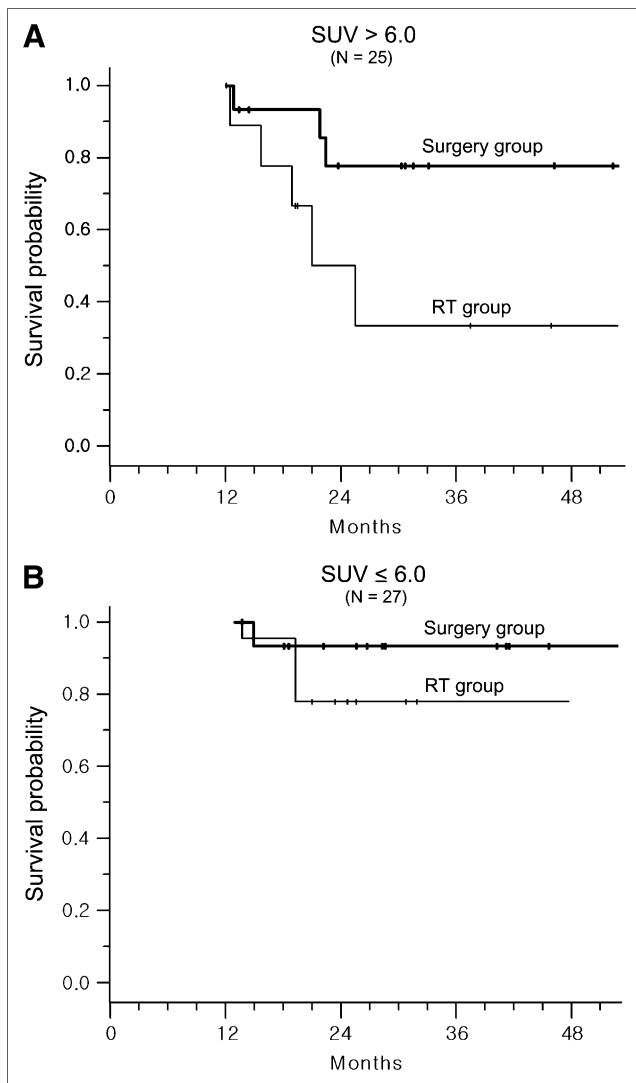 A
SUV > 6.0
(N = 25)
1.0
0.8
0.6
0.4
0.2
0.0
Survival probability
Surgery group
RT group
0 12 24 36 48
Months
B
SUV ≤ 6.0
(N = 27)
1.0
0.8
0.6
0.4
0.2
0.0
Survival probability
Surgery group
RT group
0 12 24 36 48
Months